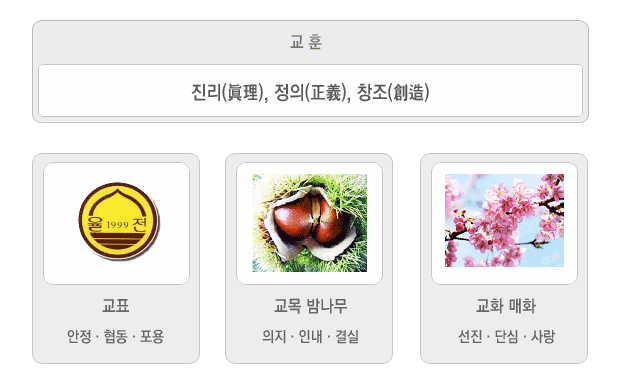 교 훈
진리(眞理), 정의(正義), 창조(創造)
율 1999 전
교표
안정 · 협동 · 포용
교목 밤나무
의지 · 인내 · 결실
교화 매화
선진 · 단심 · 사랑